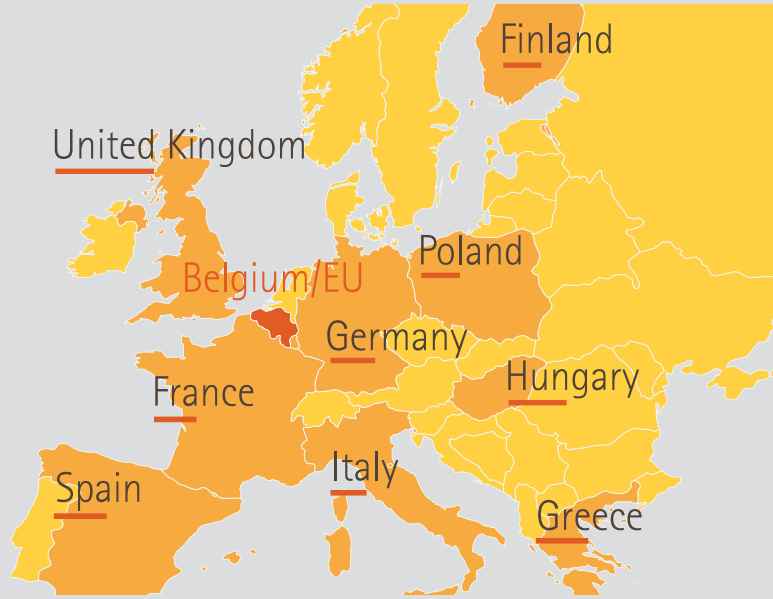 Finland
United Kingdom
Poland
Belgium/EU
Germany
Hungary
France
Italy
Spain
Greece